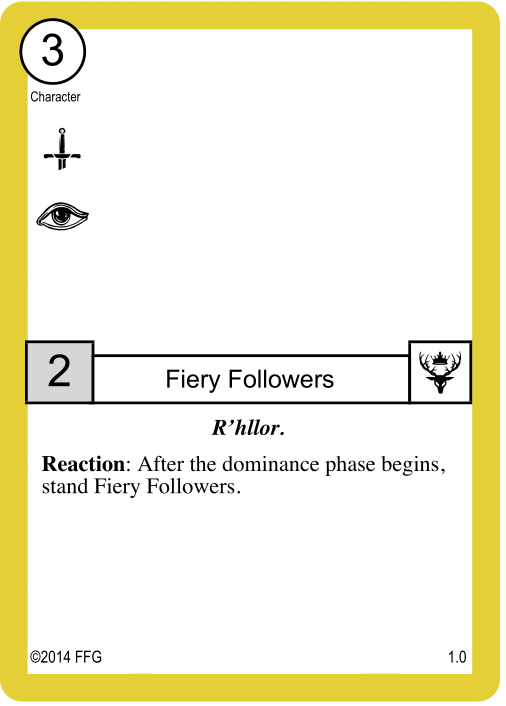 3
Character
2
Fiery Followers
R'hllor.
Reaction: After the dominance phase begins,
stand Fiery Followers.
©2014 FFG
1.0